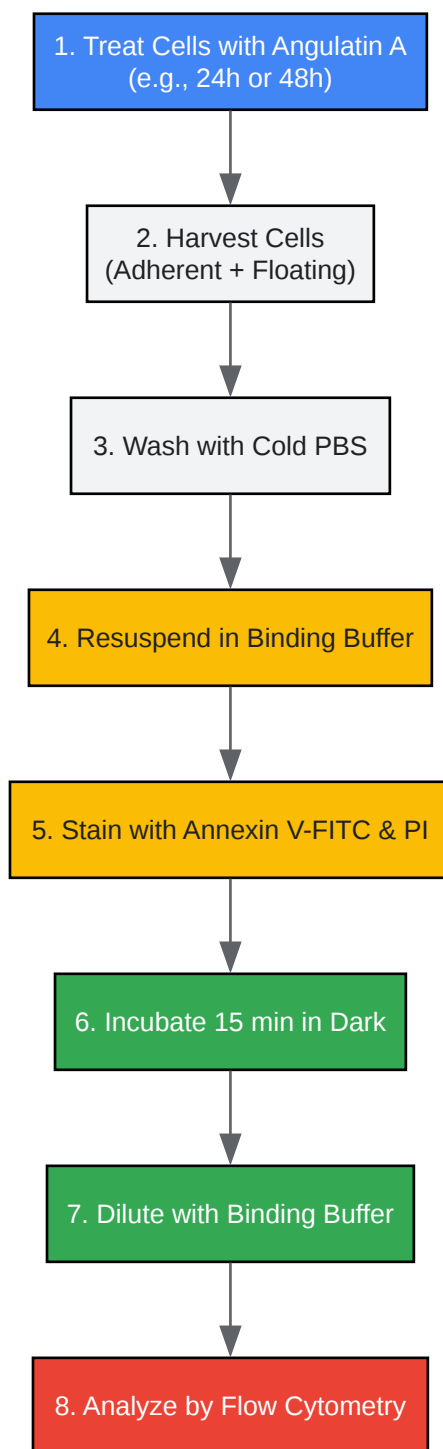 1. Treat Cells with Angulatin A
(e.g., 24h or 48h)
2. Harvest Cells
(Adherent + Floating)
3. Wash with Cold PBS
4. Resuspend in Binding Buffer
5. Stain with Annexin V-FITC & PI
6. Incubate 15 min in Dark
7. Dilute with Binding Buffer
8. Analyze by Flow Cytometry